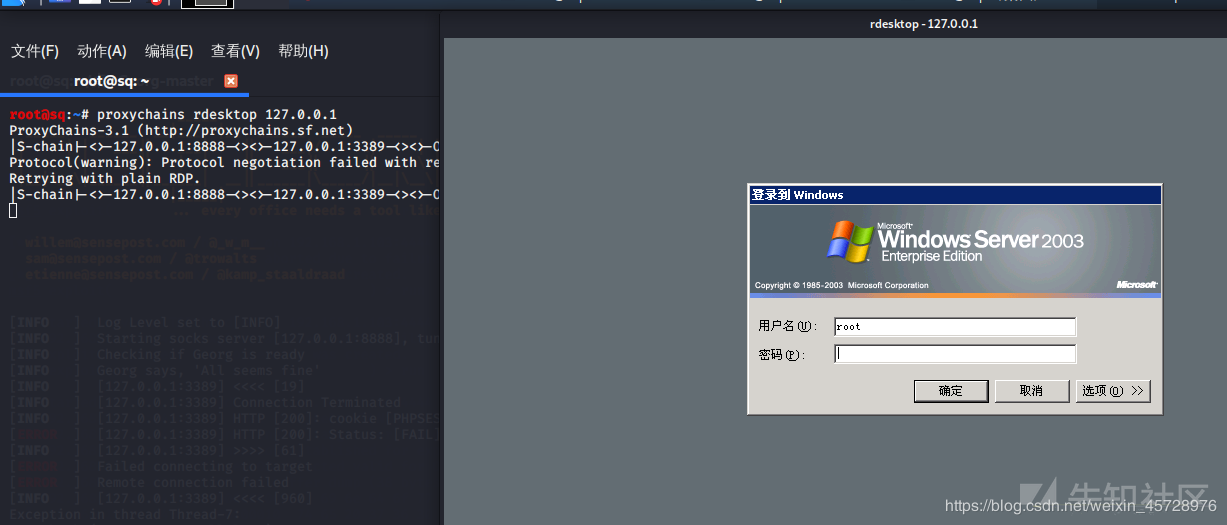 rdesktop - 127.0.0.1
文件(F) 动作(A) 编辑(E) 查看(V) 帮助(H)
root@sq: ~
root@sq:~# proxychains rdesktop 127.0.0.1
ProxyChains-3.1 (http://proxychains.sf.net)
|S-chain|-<>-127.0.0.1:8888-<><>-127.0.0.1:3389-<><>-O
Protocol(warning): Protocol negotiation failed with re
Retrying with plain RDP.
|S-chain|-<>-127.0.0.1:8888-<><>-127.0.0.1:3389-<><>-O
... every office needs a tool like
willem@sensepost.com / @_w_m__
sam@sensepost.com / @trowalts
etienne@sensepost.com / @kamp_staaldraad
[INFO ] Log Level set to [INFO]
[INFO ] Starting socks server [127.0.0.1:8888], tun
[INFO ] Checking if Georg is ready
[INFO ] Georg says, 'All seems fine'
[INFO ] [127.0.0.1:3389] <<<< [19]
[INFO ] [127.0.0.1:3389] Connection Terminated
[INFO ] [127.0.0.1:3389] HTTP [200]: cookie [PHPSES
[127.0.0.1:3389] HTTP [200]: Status: [FAIL]
[INFO ] [127.0.0.1:3389] >>>> [61]
Failed connecting to target
Remote connection failed
[INFO ] [127.0.0.1:3389] <<<< [960]
Exception in thread Thread-7:
登录到 Windows
Microsoft
Windows Server 2003
Enterprise Edition
Copyright © 1985-2003 Microsoft Corporation
Microsoft
用户名(U): root
密码(P):
确定 取消 选项(O) >>
先知社区
https://blog.csdn.net/weixin_45728976